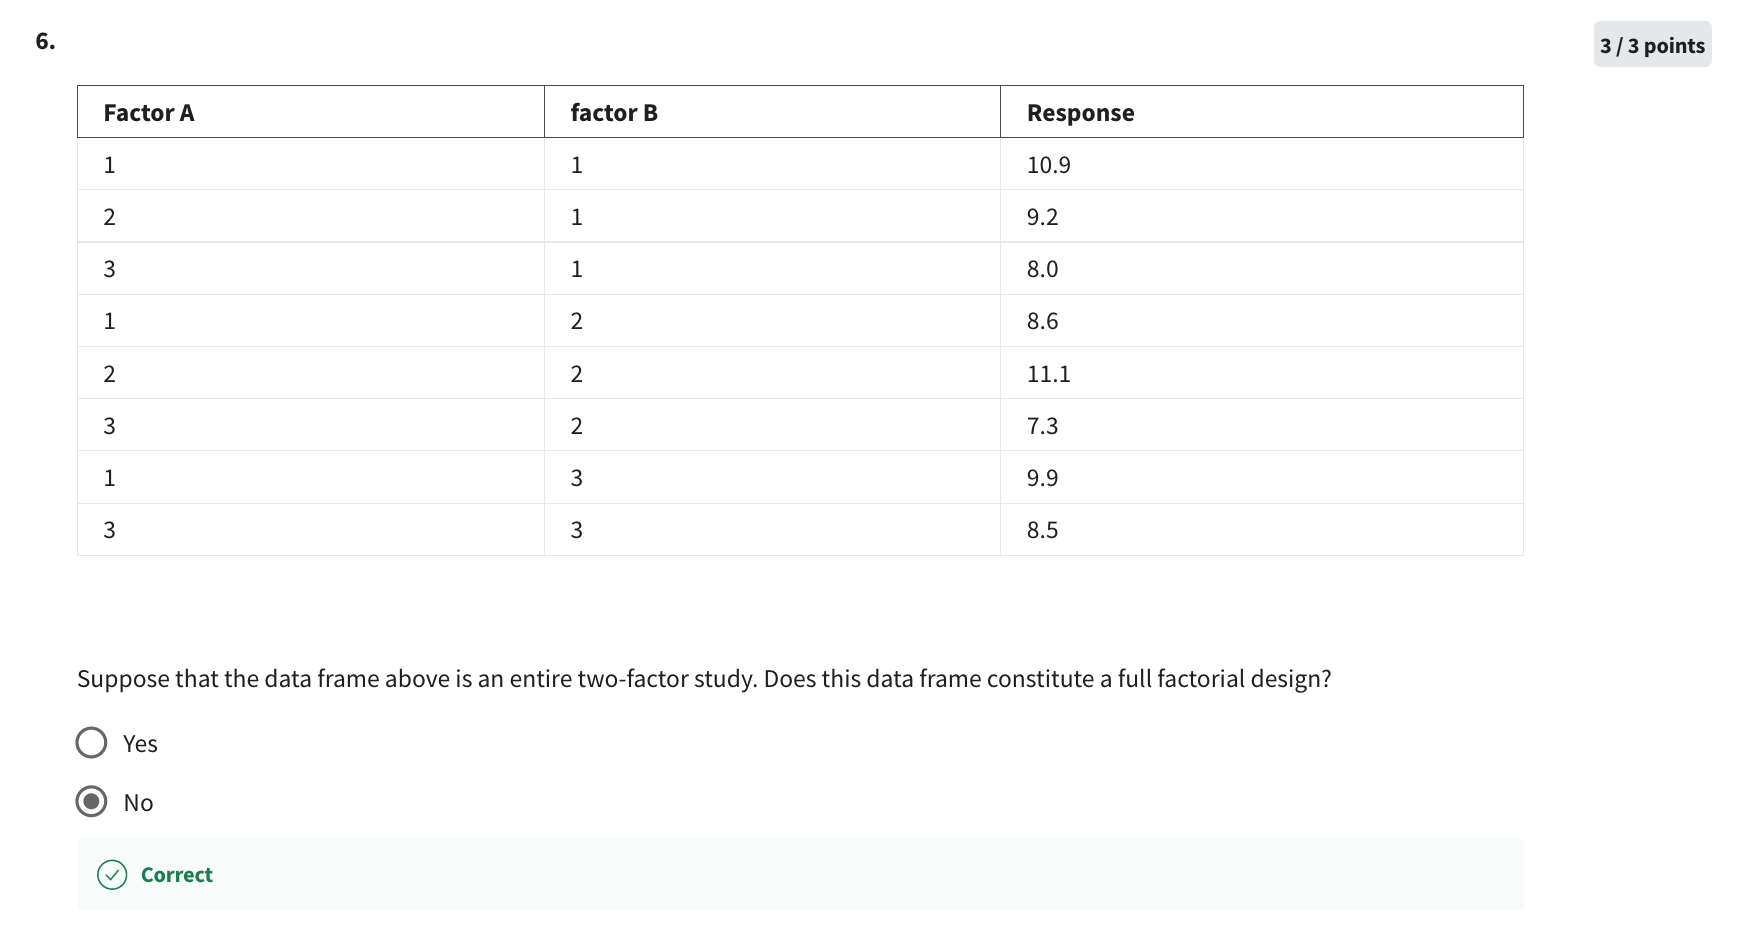 6.
3 / 3 points
Factor A factor B Response
1 1 10.9
2 1 9.2
3 1 8.0
1 2 8.6
2 2 11.1
3 2 7.3
1 3 9.9
3 3 8.5
Suppose that the data frame above is an entire two-factor study. Does this data frame constitute a full factorial design?
Yes
No
Correct